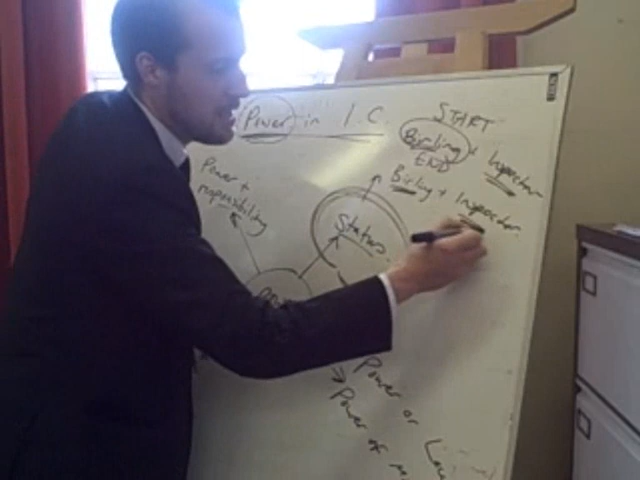 Power in I.C.
START
Birling + Inspector
END
Birling + Inspector
Power +
responsibility
Status
Power or
Power of